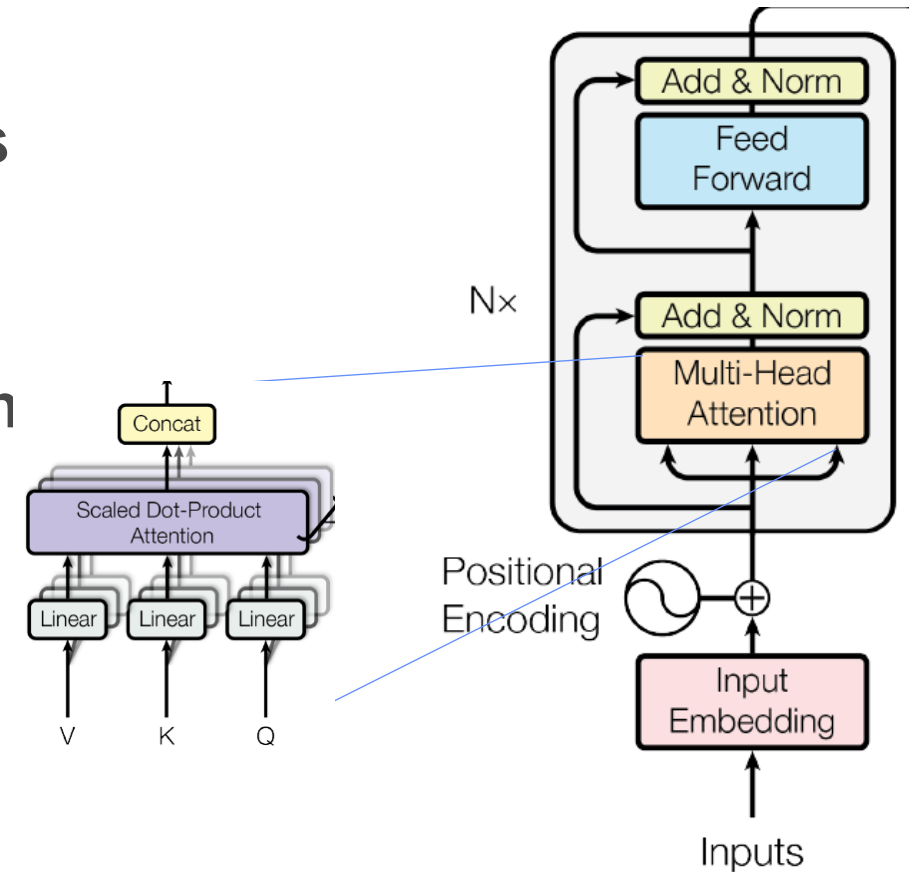 s
m
Add & Norm
Feed
Forward
Nx
Add & Norm
Multi-Head
Attention
Concat
Scaled Dot-Product
Attention
Linear
Linear
Linear
V
K
Q
Positional
Encoding
+
Input
Embedding
Inputs